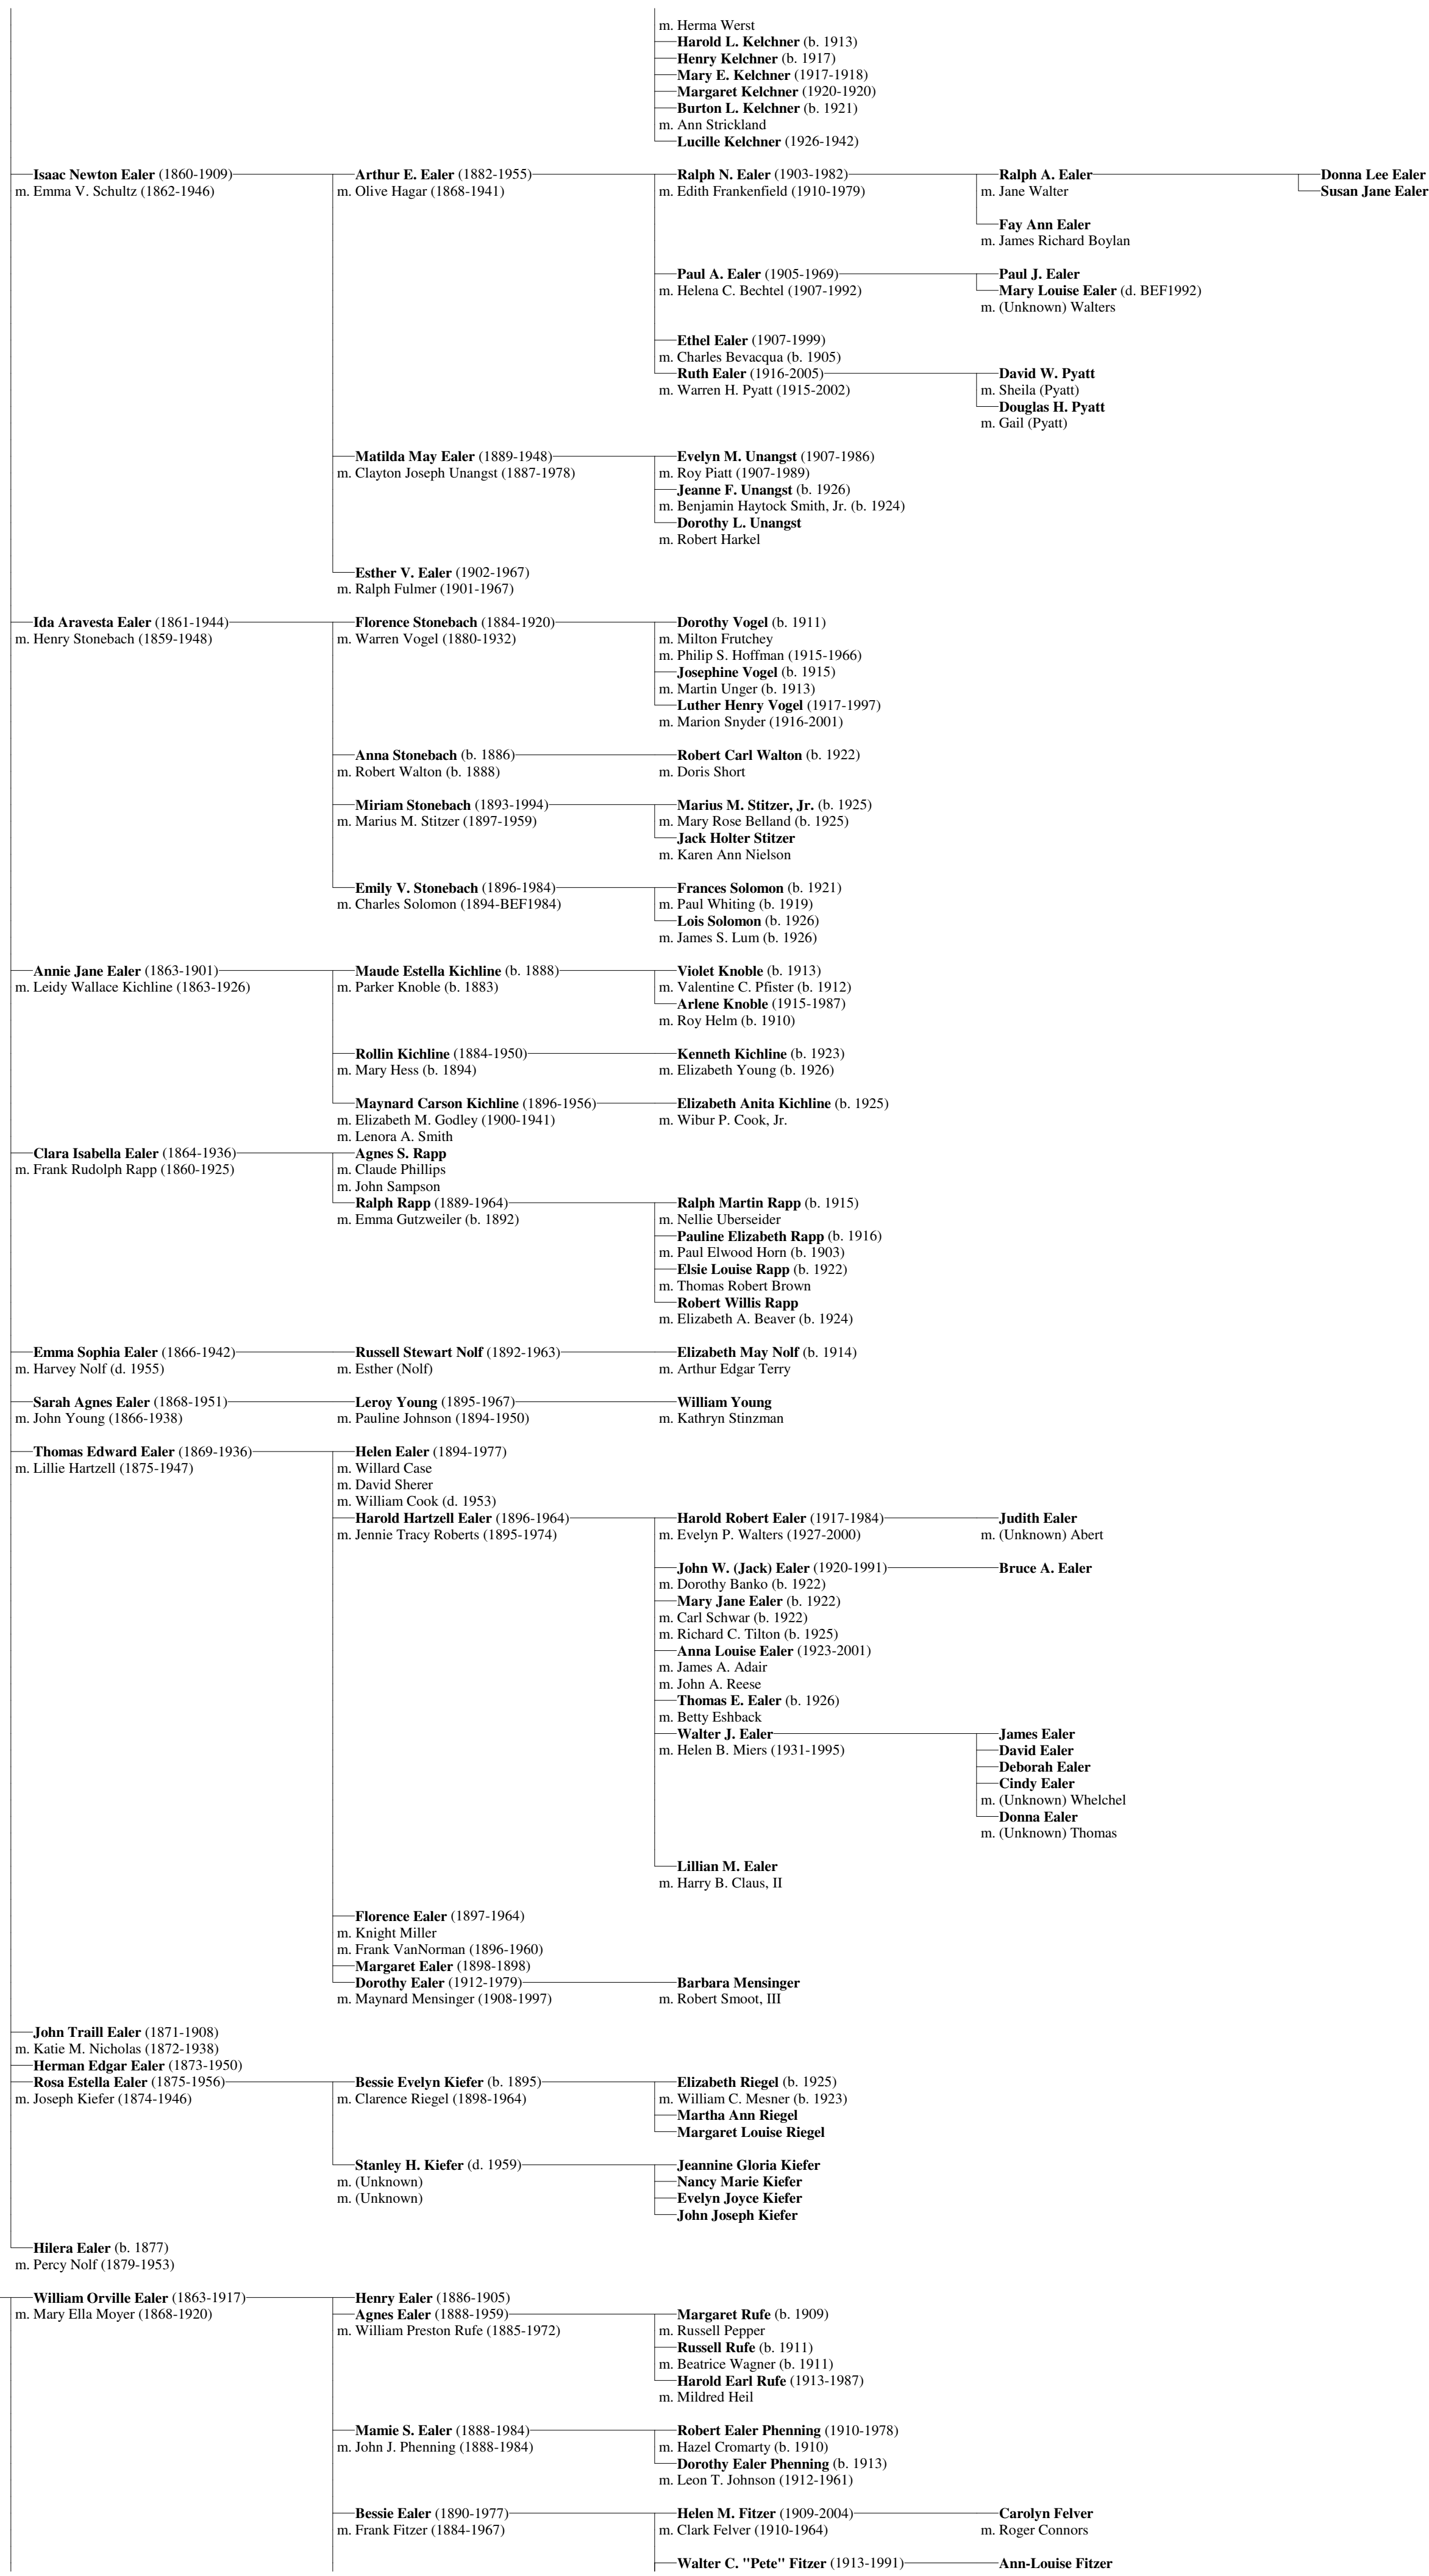 m. Herma Werst
Harold L. Kelchner (b. 1913)
Henry Kelchner (b. 1917)
Mary E. Kelchner (1917-1918)
Margaret Kelchner (1920-1920)
Burton L. Kelchner (b. 1921)
m. Ann Strickland
Lucille Kelchner (1926-1942)
Isaac Newton Ealer (1860-1909) Arthur E. Ealer (1882-1955) Ralph N. Ealer (1903-1982) Ralph A. Ealer Donna Lee Ealer
m. Emma V. Schultz (1862-1946) m. Olive Hagar (1868-1941) m. Edith Frankenfield (1910-1979) m. Jane Walter Susan Jane Ealer
Fay Ann Ealer
m. James Richard Boylan
Paul A. Ealer (1905-1969) Paul J. Ealer
m. Helena C. Bechtel (1907-1992) Mary Louise Ealer (d. BEF1992)
m. (Unknown) Walters
Ethel Ealer (1907-1999)
m. Charles Bevacqua (b. 1905)
Ruth Ealer (1916-2005) David W. Pyatt
m. Warren H. Pyatt (1915-2002) m. Sheila (Pyatt)
Douglas H. Pyatt
m. Gail (Pyatt)
Matilda May Ealer (1889-1948) Evelyn M. Unangst (1907-1986)
m. Clayton Joseph Unangst (1887-1978) m. Roy Piatt (1907-1989)
Jeanne F. Unangst (b. 1926)
m. Benjamin Haytock Smith, Jr. (b. 1924)
Dorothy L. Unangst
m. Robert Harkel
Esther V. Ealer (1902-1967)
m. Ralph Fulmer (1901-1967)
Ida Aravesta Ealer (1861-1944) Florence Stonebach (1884-1920) Dorothy Vogel (b. 1911)
m. Henry Stonebach (1859-1948) m. Warren Vogel (1880-1932) m. Milton Frutchey
m. Philip S. Hoffman (1915-1966)
Josephine Vogel (b. 1915)
m. Martin Unger (b. 1913)
Luther Henry Vogel (1917-1997)
m. Marion Snyder (1916-2001)
Anna Stonebach (b. 1886) Robert Carl Walton (b. 1922)
m. Robert Walton (b. 1888) m. Doris Short
Miriam Stonebach (1893-1994) Marius M. Stitzer, Jr. (b. 1925)
m. Marius M. Stitzer (1897-1959) m. Mary Rose Belland (b. 1925)
Jack Holter Stitzer
m. Karen Ann Nielson
Emily V. Stonebach (1896-1984) Frances Solomon (b. 1921)
m. Charles Solomon (1894-BEF1984) m. Paul Whiting (b. 1919)
Lois Solomon (b. 1926)
m. James S. Lum (b. 1926)
Annie Jane Ealer (1863-1901) Maude Estella Kichline (b. 1888) Violet Knoble (b. 1913)
m. Leidy Wallace Kichline (1863-1926) m. Parker Knoble (b. 1883) m. Valentine C. Pfister (b. 1912)
Arlene Knoble (1915-1987)
m. Roy Helm (b. 1910)
Rollin Kichline (1884-1950) Kenneth Kichline (b. 1923)
m. Mary Hess (b. 1894) m. Elizabeth Young (b. 1926)
Maynard Carson Kichline (1896-1956) Elizabeth Anita Kichline (b. 1925)
m. Elizabeth M. Godley (1900-1941) m. Wibur P. Cook, Jr.
m. Lenora A. Smith
Clara Isabella Ealer (1864-1936) Agnes S. Rapp
m. Frank Rudolph Rapp (1860-1925) m. Claude Phillips
m. John Sampson
Ralph Rapp (1889-1964) Ralph Martin Rapp (b. 1915)
m. Emma Gutzweiler (b. 1892) m. Nellie Uberseider
Pauline Elizabeth Rapp (b. 1916)
m. Paul Elwood Horn (b. 1903)
Elsie Louise Rapp (b. 1922)
m. Thomas Robert Brown
Robert Willis Rapp
m. Elizabeth A. Beaver (b. 1924)
Emma Sophia Ealer (1866-1942) Russell Stewart Nolf (1892-1963) Elizabeth May Nolf (b. 1914)
m. Harvey Nolf (d. 1955) m. Esther (Nolf) m. Arthur Edgar Terry
Sarah Agnes Ealer (1868-1951) Leroy Young (1895-1967) William Young
m. John Young (1866-1938) m. Pauline Johnson (1894-1950) m. Kathryn Stinzman
Thomas Edward Ealer (1869-1936) Helen Ealer (1894-1977)
m. Lillie Hartzell (1875-1947) m. Willard Case
m. David Sherer
m. William Cook (d. 1953)
Harold Hartzell Ealer (1896-1964) Harold Robert Ealer (1917-1984) Judith Ealer
m. Jennie Tracy Roberts (1895-1974) m. Evelyn P. Walters (1927-2000) m. (Unknown) Abert
John W. (Jack) Ealer (1920-1991) Bruce A. Ealer
m. Dorothy Banko (b. 1922)
Mary Jane Ealer (b. 1922)
m. Carl Schwar (b. 1922)
m. Richard C. Tilton (b. 1925)
Anna Louise Ealer (1923-2001)
m. James A. Adair
m. John A. Reese
Thomas E. Ealer (b. 1926)
m. Betty Eshback
Walter J. Ealer James Ealer
m. Helen B. Miers (1931-1995) David Ealer
Deborah Ealer
Cindy Ealer
m. (Unknown) Whelchel
Donna Ealer
m. (Unknown) Thomas
Lillian M. Ealer
m. Harry B. Claus, II
Florence Ealer (1897-1964)
m. Knight Miller
m. Frank VanNorman (1896-1960)
Margaret Ealer (1898-1898)
Dorothy Ealer (1912-1979) Barbara Mensinger
m. Maynard Mensinger (1908-1997) m. Robert Smoot, III
John Traill Ealer (1871-1908)
m. Katie M. Nicholas (1872-1938)
Herman Edgar Ealer (1873-1950)
Rosa Estella Ealer (1875-1956) Bessie Evelyn Kiefer (b. 1895) Elizabeth Riegel (b. 1925)
m. Joseph Kiefer (1874-1946) m. Clarence Riegel (1898-1964) m. William C. Mesner (b. 1923)
Martha Ann Riegel
Margaret Louise Riegel
Stanley H. Kiefer (d. 1959) Jeannine Gloria Kiefer
m. (Unknown) Nancy Marie Kiefer
m. (Unknown) Evelyn Joyce Kiefer
John Joseph Kiefer
Hilera Ealer (b. 1877)
m. Percy Nolf (1879-1953)
William Orville Ealer (1863-1917) Henry Ealer (1886-1905)
m. Mary Ella Moyer (1868-1920) Agnes Ealer (1888-1959) Margaret Rufe (b. 1909)
m. William Preston Rufe (1885-1972) m. Russell Pepper
Russell Rufe (b. 1911)
m. Beatrice Wagner (b. 1911)
Harold Earl Rufe (1913-1987)
m. Mildred Heil
Mamie S. Ealer (1888-1984) Robert Ealer Phenning (1910-1978)
m. John J. Phenning (1888-1984) m. Hazel Cromarty (b. 1910)
Dorothy Ealer Phenning (b. 1913)
m. Leon T. Johnson (1912-1961)
Bessie Ealer (1890-1977) Helen M. Fitzer (1909-2004) Carolyn Felver
m. Frank Fitzer (1884-1967) m. Clark Felver (1910-1964) m. Roger Connors
Walter C. "Pete" Fitzer (1913-1991) Ann-Louise Fitzer